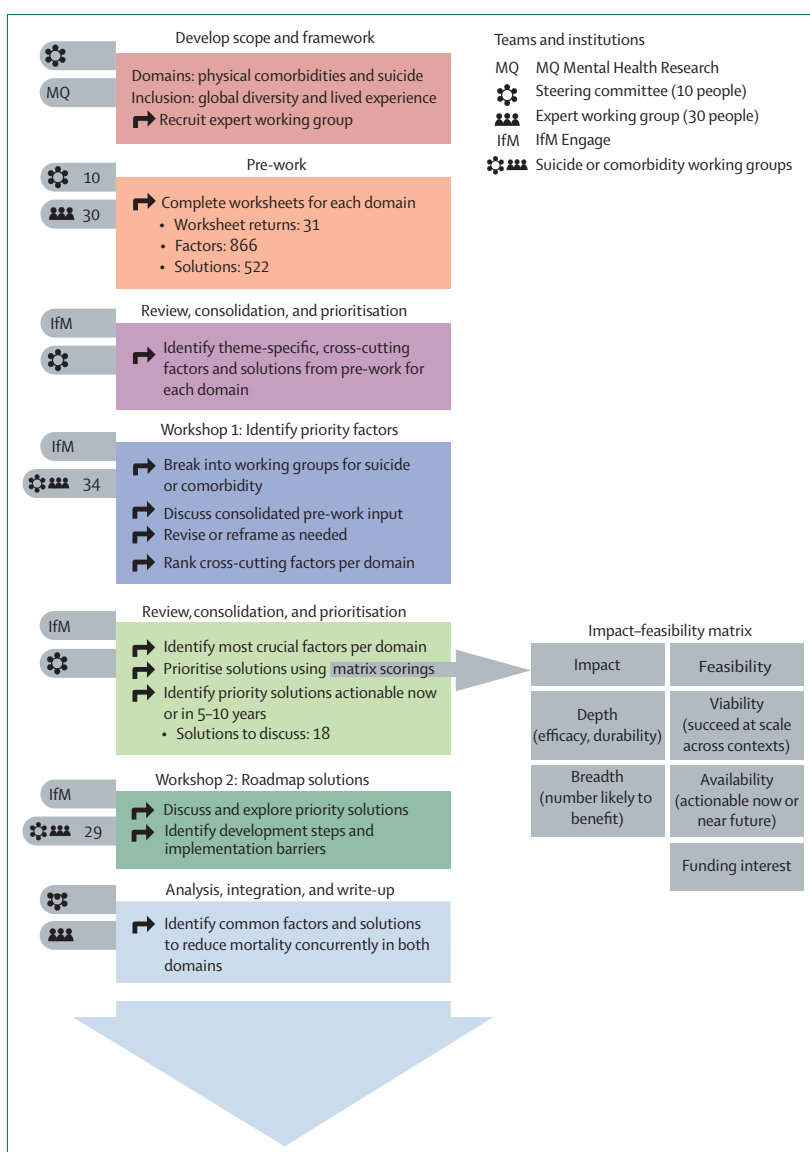 Develop scope and framework
MQ
Domains: physical comorbidities and suicide
Inclusion: global diversity and lived experience
Recruit expert working group
Teams and institutions
MQ MQ Mental Health Research
Steering committee (10 people)
Expert working group (30 people)
IfM IfM Engage
Suicide or comorbidity working groups
Pre-work
10
30
Complete worksheets for each domain
• Worksheet returns: 31
• Factors: 866
• Solutions: 522
Review, consolidation, and prioritisation
IfM
Identify theme-specific, cross-cutting
factors and solutions from pre-work for
each domain
Workshop 1: Identify priority factors
IfM
34
Break into working groups for suicide
or comorbidity
Discuss consolidated pre-work input
Revise or reframe as needed
Rank cross-cutting factors per domain
Review, consolidation, and prioritisation
IfM
Identify most crucial factors per domain
Prioritise solutions using matrix scorings
Identify priority solutions actionable now
or in 5–10 years
• Solutions to discuss: 18
Impact–feasibility matrix
Impact
Feasibility
Depth
(efficacy, durability)
Viability
(succeed at scale
across contexts)
Breadth
(number likely to
benefit)
Availability
(actionable now or
near future)
Funding interest
Workshop 2: Roadmap solutions
IfM
29
Discuss and explore priority solutions
Identify development steps and
implementation barriers
Analysis, integration, and write-up
Identify common factors and solutions
to reduce mortality concurrently in both
domains